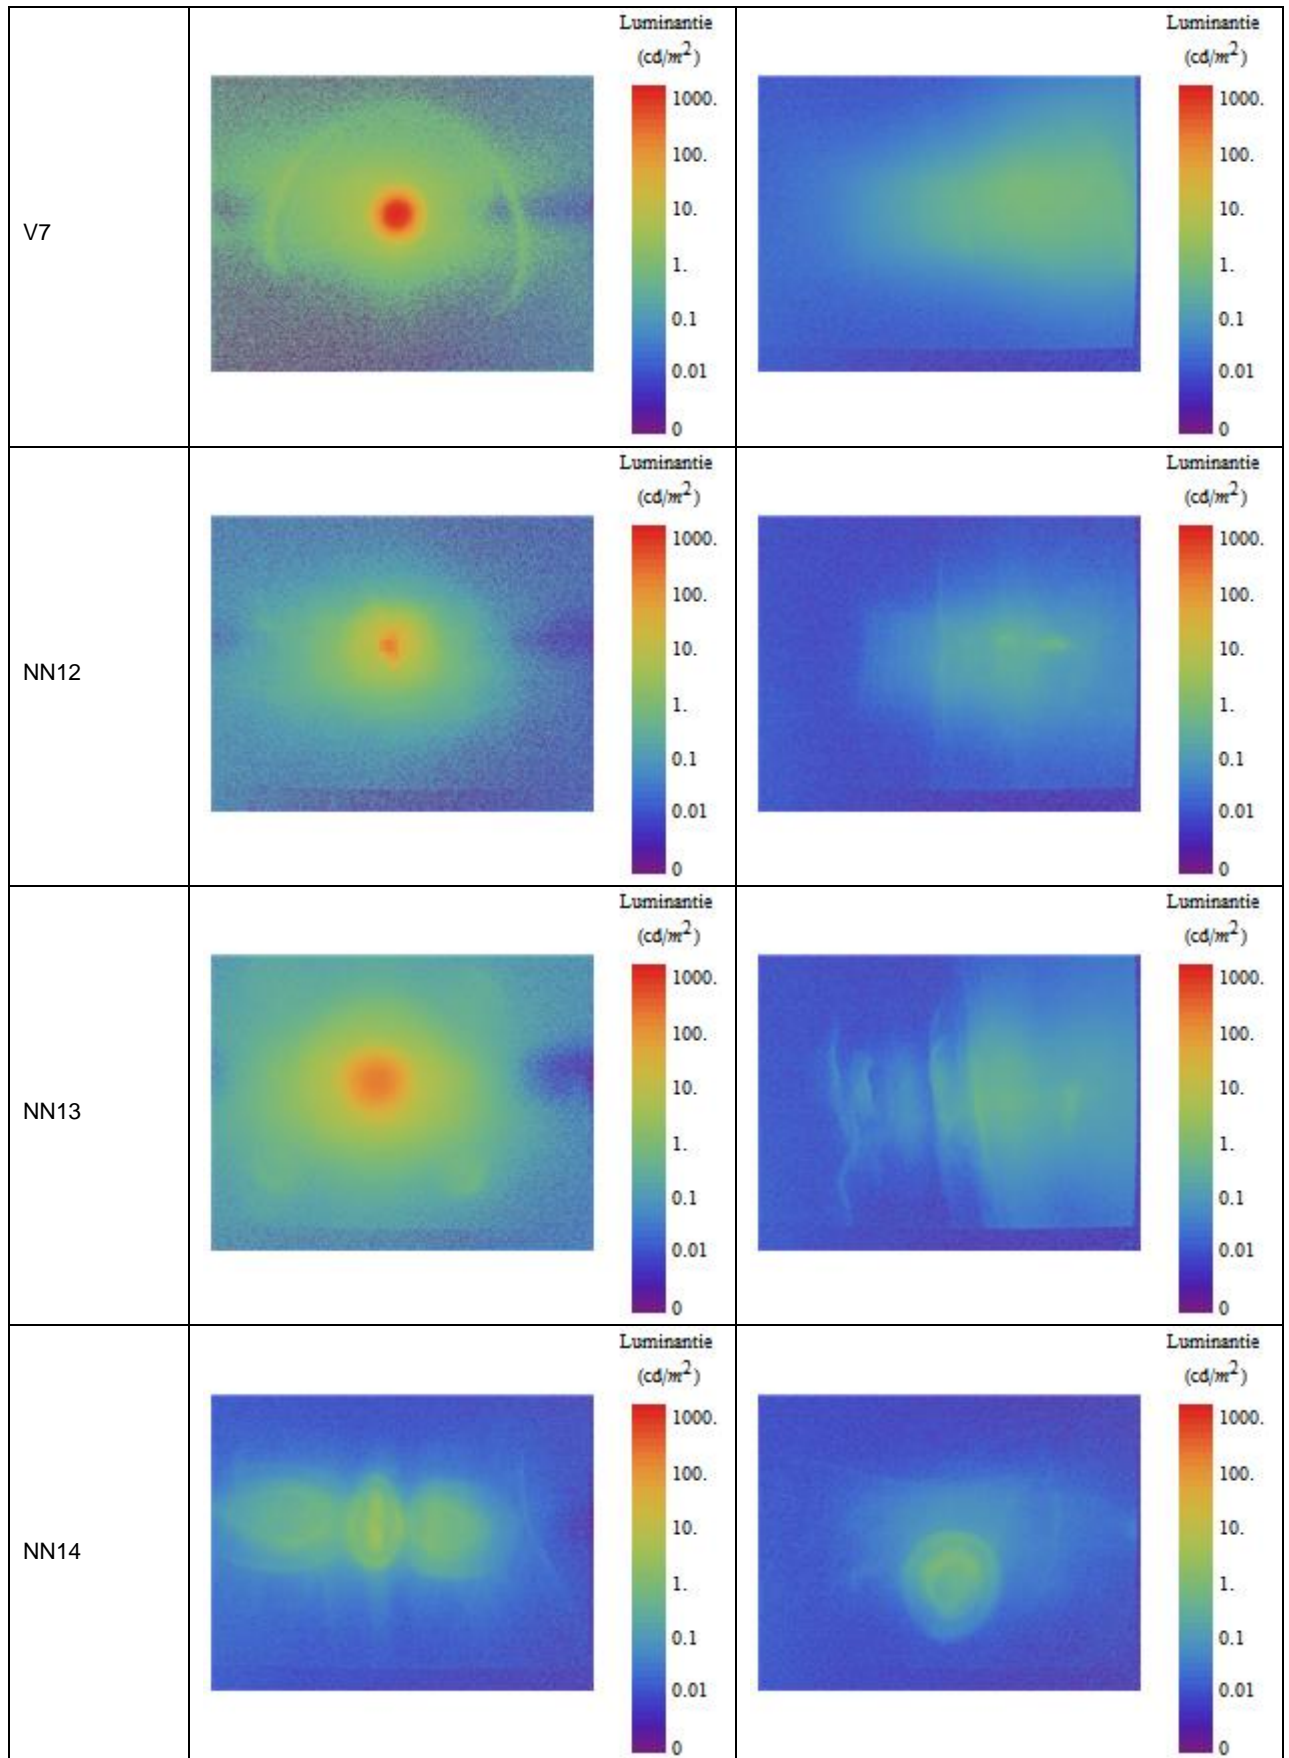 V7
Luminantie
(cd/m²)
1000.
100.
10.
1.
0.1
0.01
0
Luminantie
(cd/m²)
1000.
100.
10.
1.
0.1
0.01
0
NN12
Luminantie
(cd/m²)
1000.
100.
10.
1.
0.1
0.01
0
Luminantie
(cd/m²)
1000.
100.
10.
1.
0.1
0.01
0
NN13
Luminantie
(cd/m²)
1000.
100.
10.
1.
0.1
0.01
0
Luminantie
(cd/m²)
1000.
100.
10.
1.
0.1
0.01
0
NN14
Luminantie
(cd/m²)
1000.
100.
10.
1.
0.1
0.01
0
Luminantie
(cd/m²)
1000.
100.
10.
1.
0.1
0.01
0